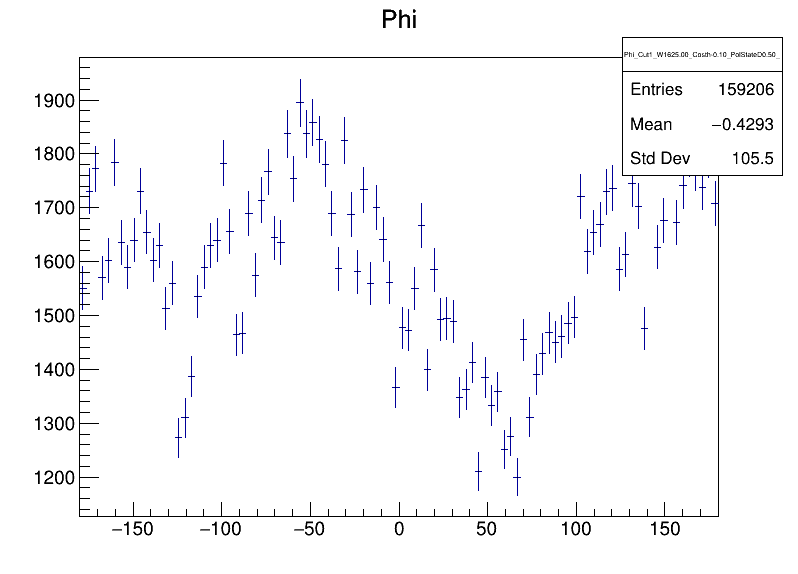 Phi
Phi_Cut1_W1625.00_Costh-0.10_PolStateD0.50_
Entries 159206
Mean −0.4293
Std Dev 105.5
1900
1800
1700
1600
1500
1400
1300
1200
−150 −100 −50 0 50 100 150